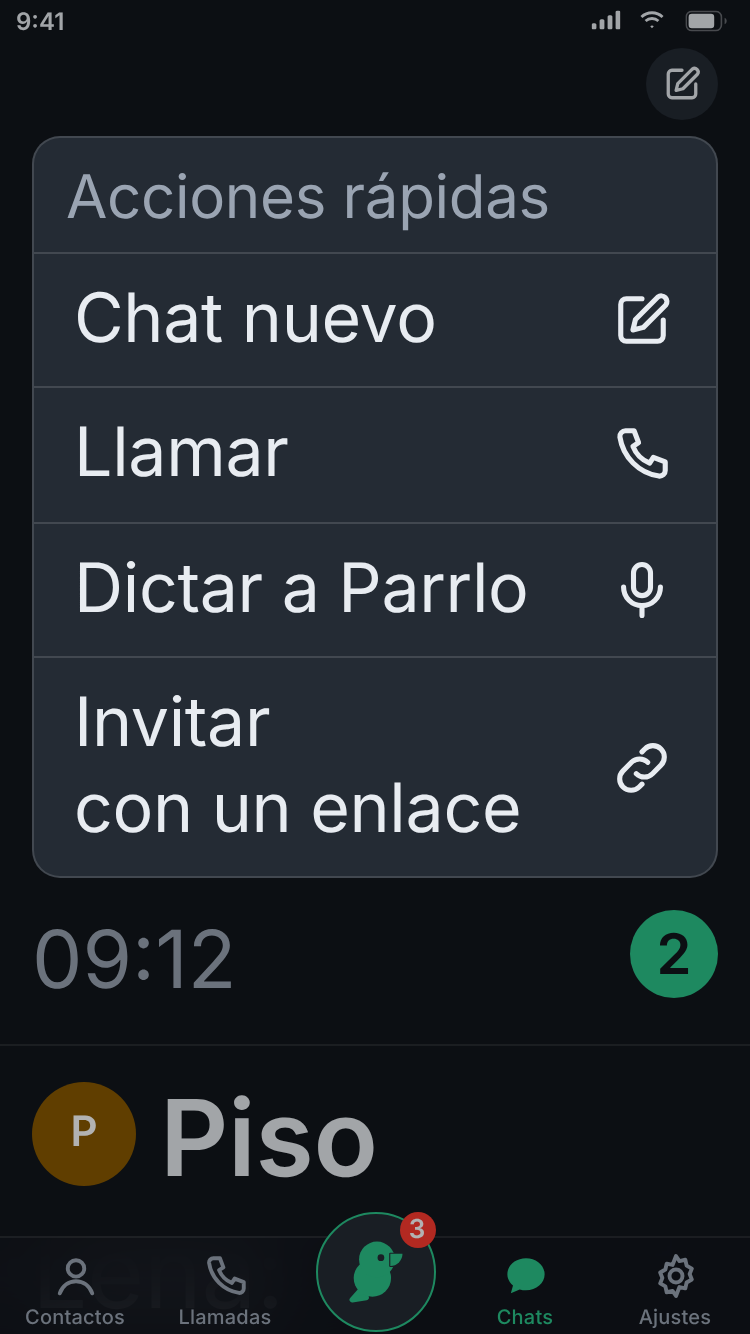 9:41
Acciones rápidas
Chat nuevo
Llamar
Dictar a Parrlo
Invitar
con un enlace
09:12
2
P
Piso
3
Contactos
Llamadas
Chats
Ajustes